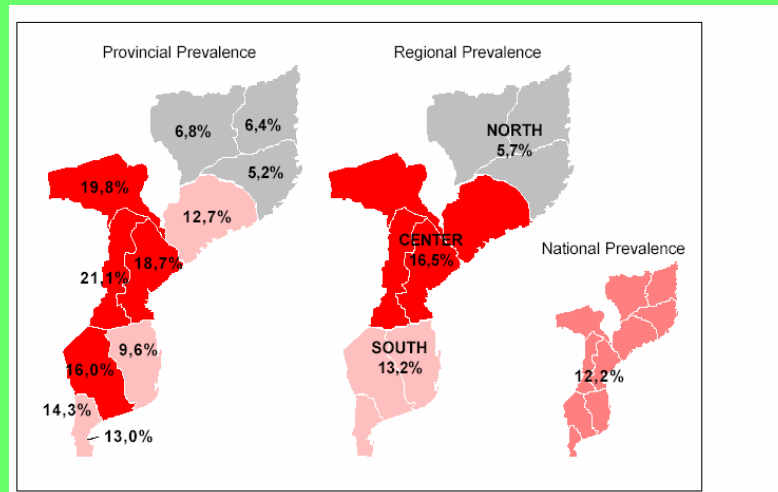 Provincial Prevalence
6,8%
6,4%
5,2%
19,8%
12,7%
21,1%
18,7%
9,6%
16,0%
14,3%
13,0%
Regional Prevalence
NORTH
5,7%
CENTER
16,5%
SOUTH
13,2%
National Prevalence
12,2%